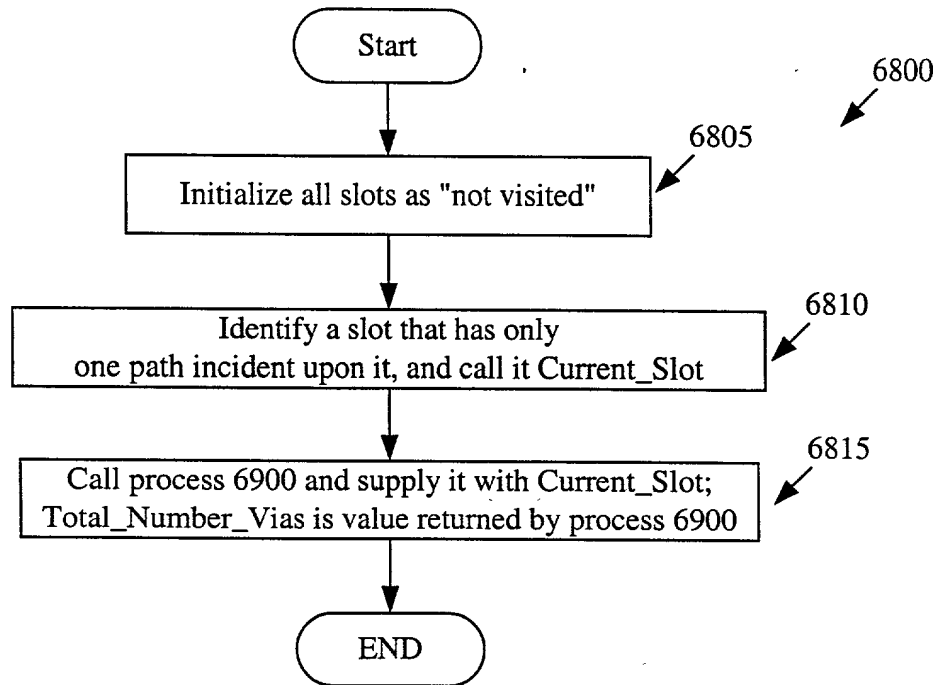 Start
6800
6805
Initialize all slots as "not visited"
6810
Identify a slot that has only
one path incident upon it, and call it Current_Slot
6815
Call process 6900 and supply it with Current_Slot;
Total_Number_Vias is value returned by process 6900
END